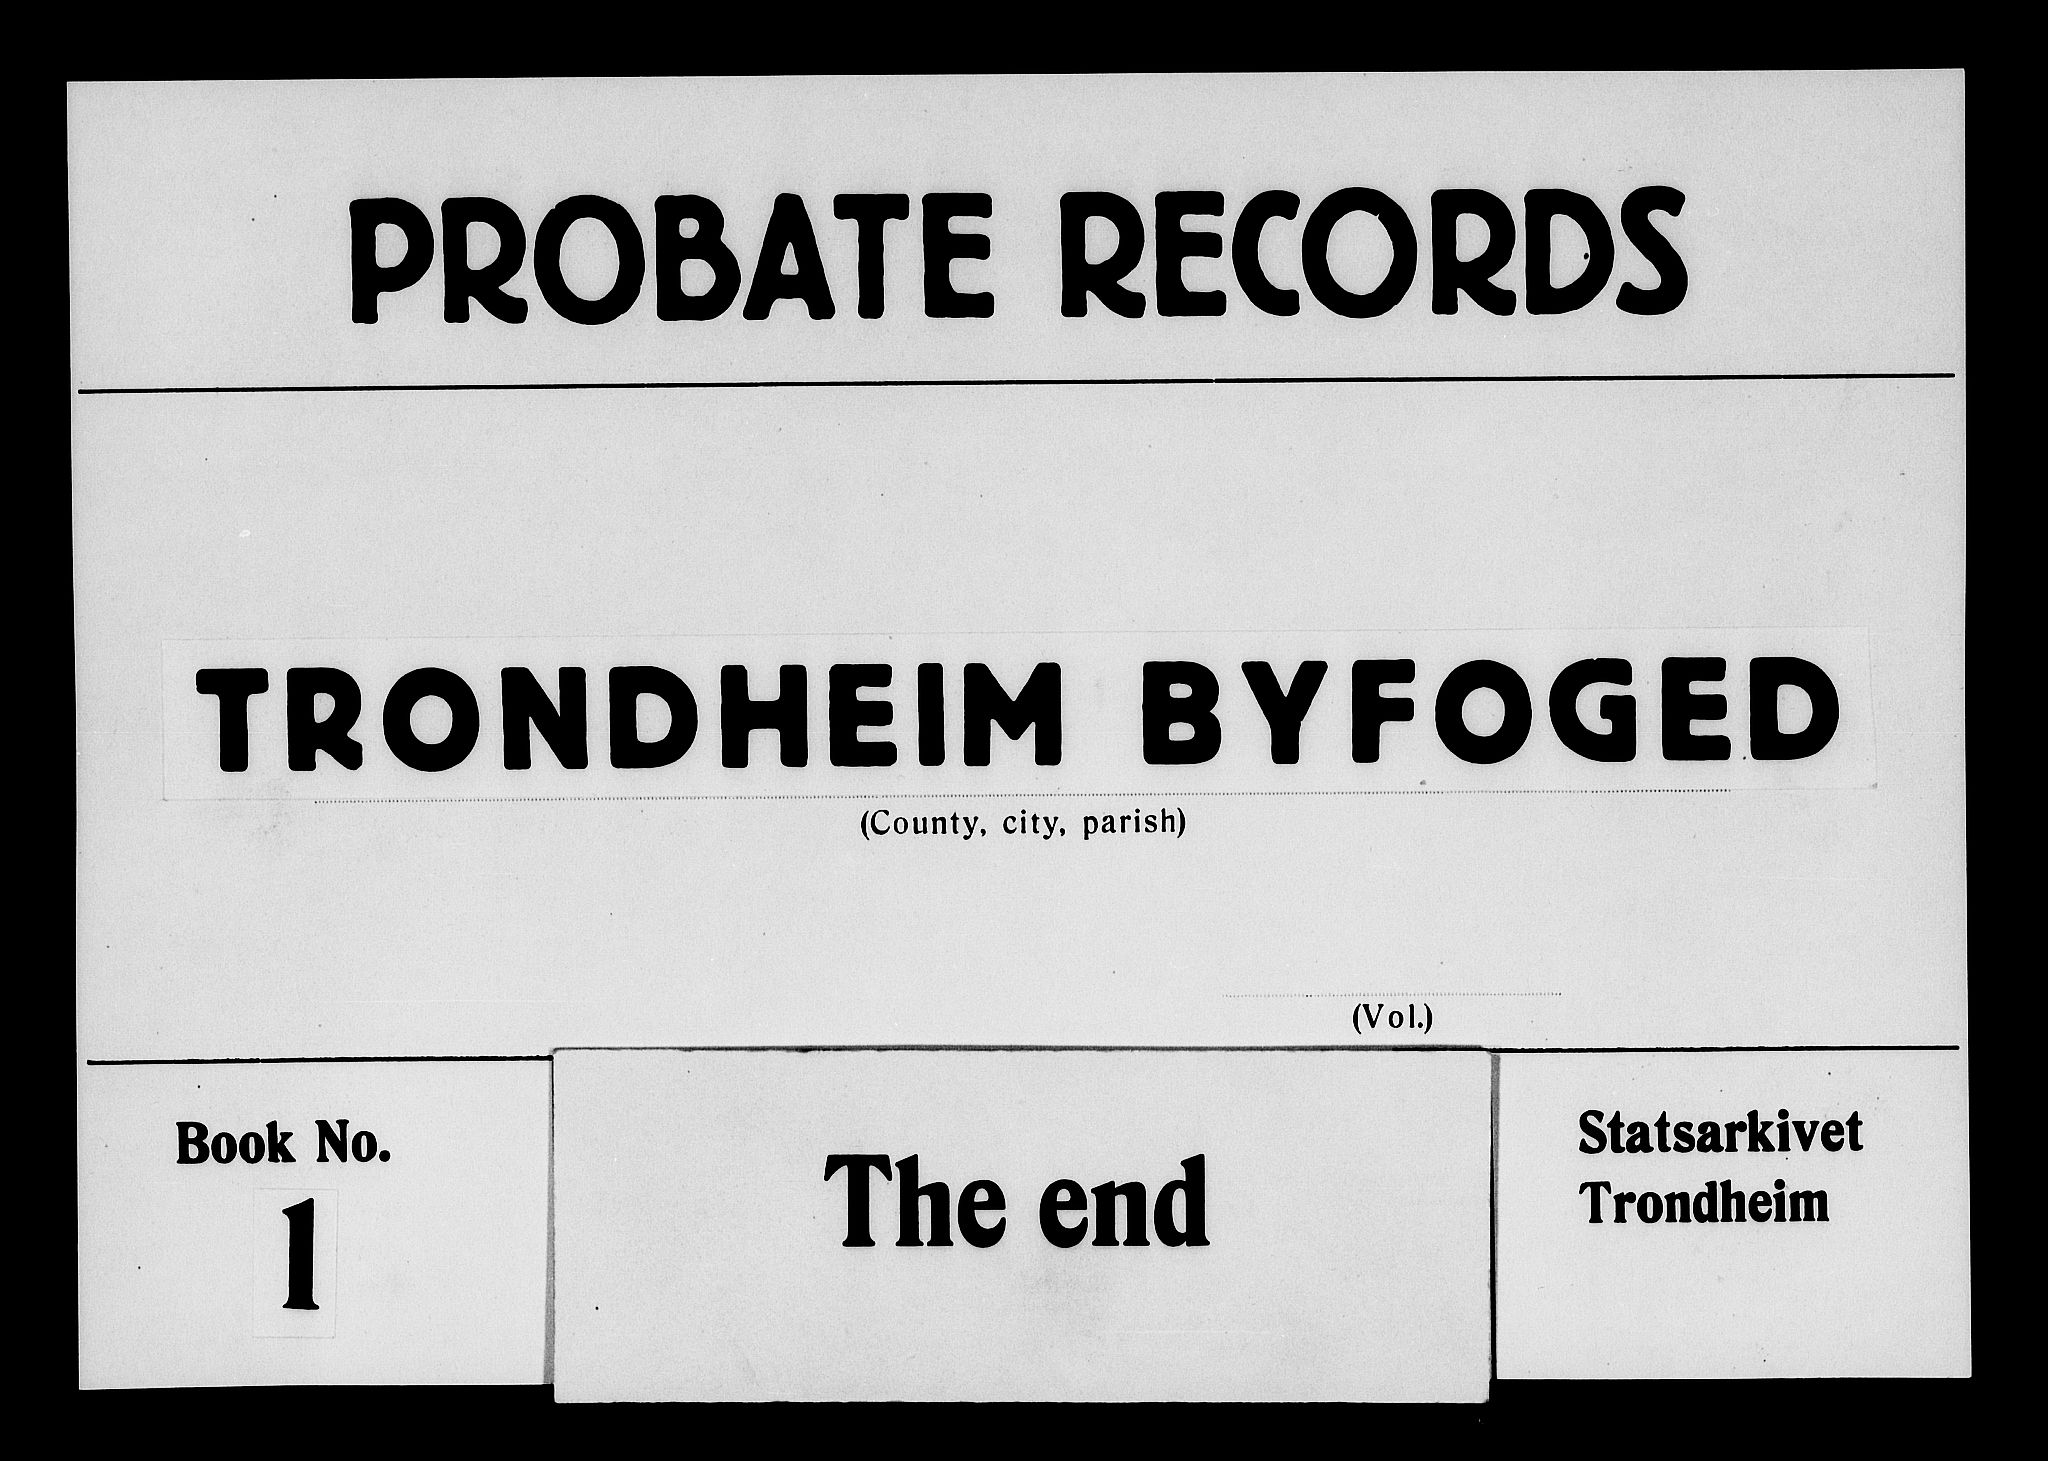 PROBATE RECORDS
TRONDHEIM BYFOGED
(County, city, parish)
(Vol.)
Book No.
1
The end
Statsarkivet
Trondheim